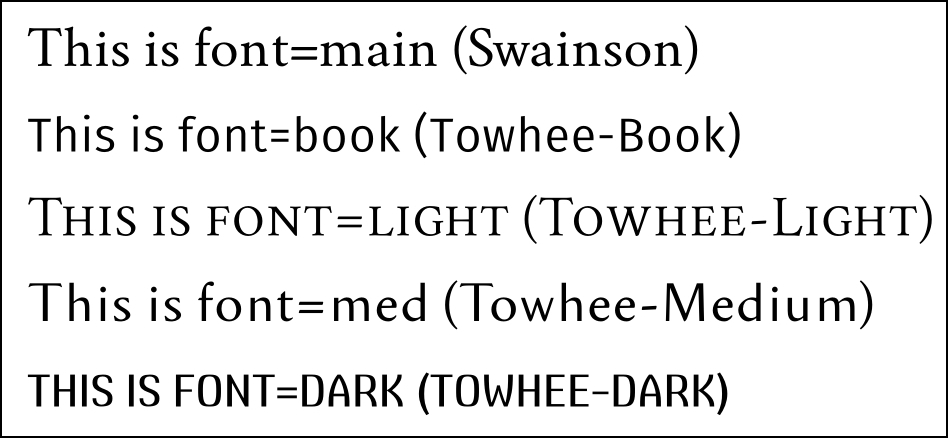 This is font=main (Swainson)
This is font=book (Towhee-Book)
This is font=light (Towhee-Light)
This is font=med (Towhee-Medium)
THIS IS FONT=DARK (TOWHEE-DARK)